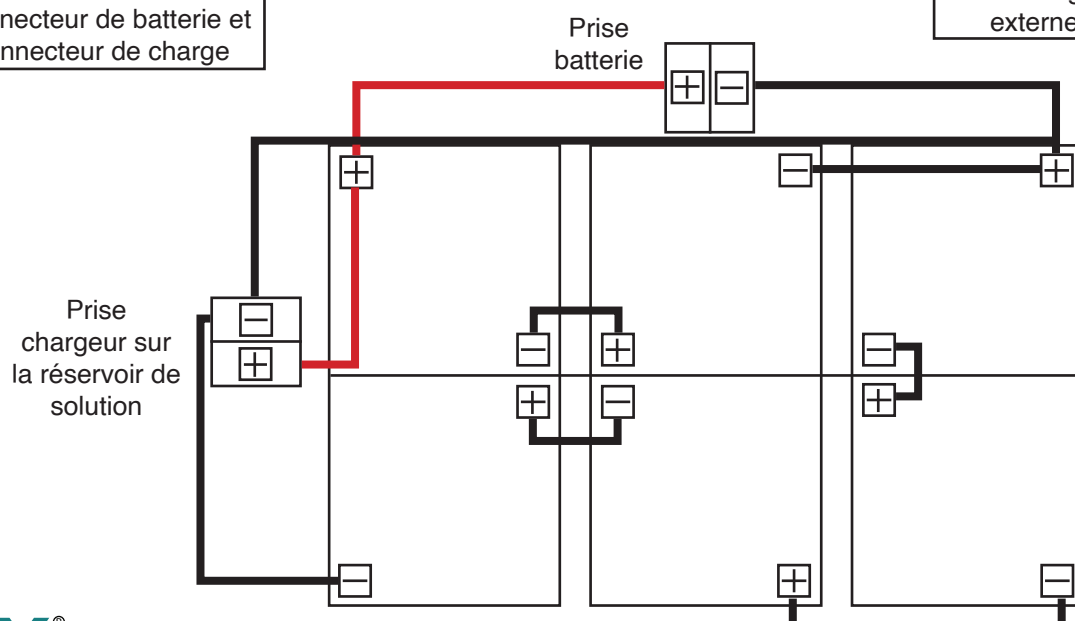 necteur de batterie et
nnecteur de charge
externe
Prise
batterie
+ −
+
−
+
Prise
chargeur sur
la réservoir de
solution
−
+
−
+
−
+
+
−
+
−
+
−
®